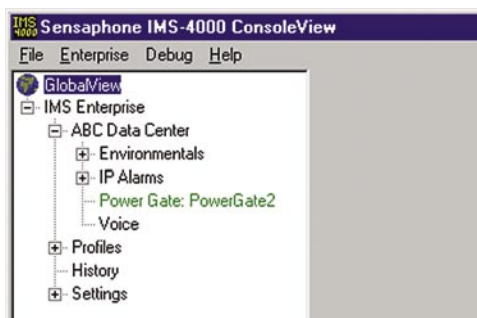 IMS 4000 Sensaphone IMS-4000 ConsoleView
File Enterprise Debug Help
GlobalView
IMS Enterprise
ABC Data Center
Environmentals
IP Alarms
Power Gate: PowerGate2
Voice
Profiles
History
Settings